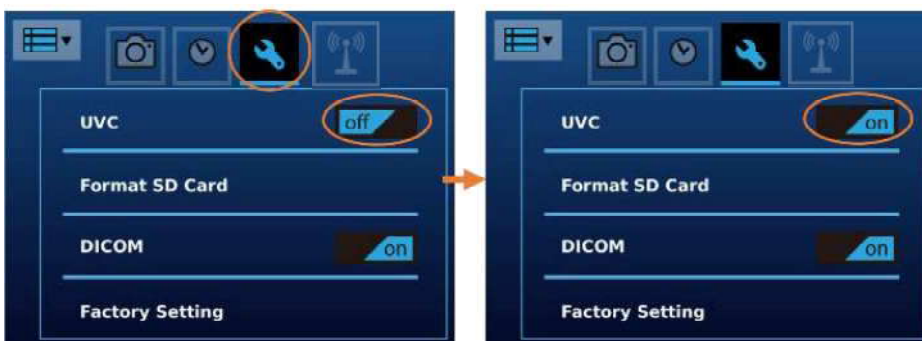 UVC off
Format SD Card
DICOM on
Factory Setting
UVC on
Format SD Card
DICOM on
Factory Setting